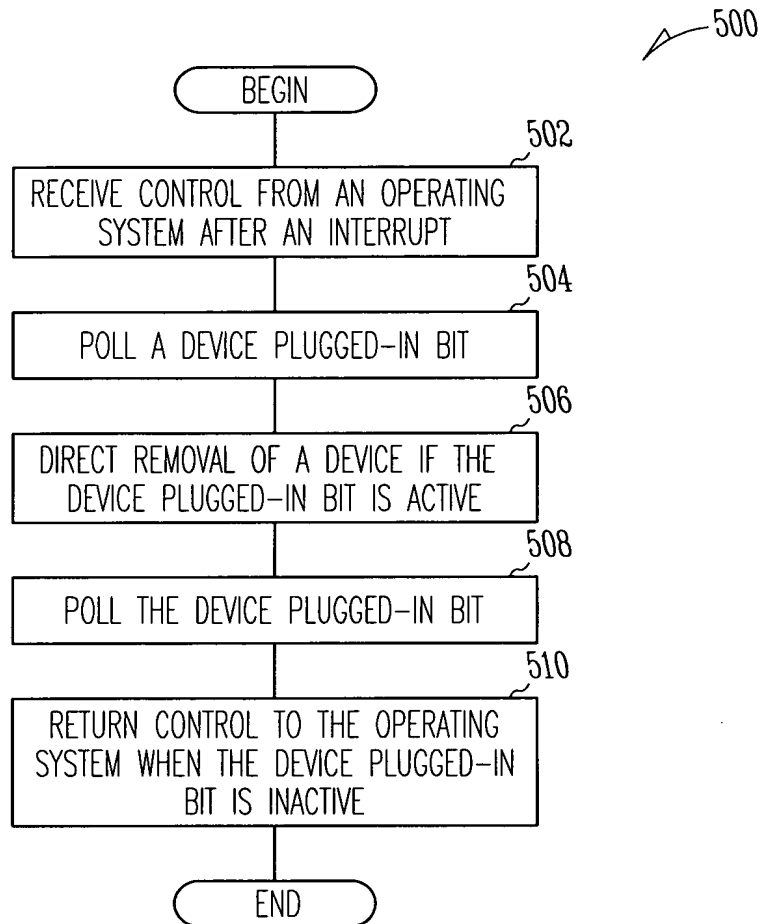 500
BEGIN
502
RECEIVE CONTROL FROM AN OPERATING
SYSTEM AFTER AN INTERRUPT
504
POLL A DEVICE PLUGGED-IN BIT
506
DIRECT REMOVAL OF A DEVICE IF THE
DEVICE PLUGGED-IN BIT IS ACTIVE
508
POLL THE DEVICE PLUGGED-IN BIT
510
RETURN CONTROL TO THE OPERATING
SYSTEM WHEN THE DEVICE PLUGGED-IN
BIT IS INACTIVE
END